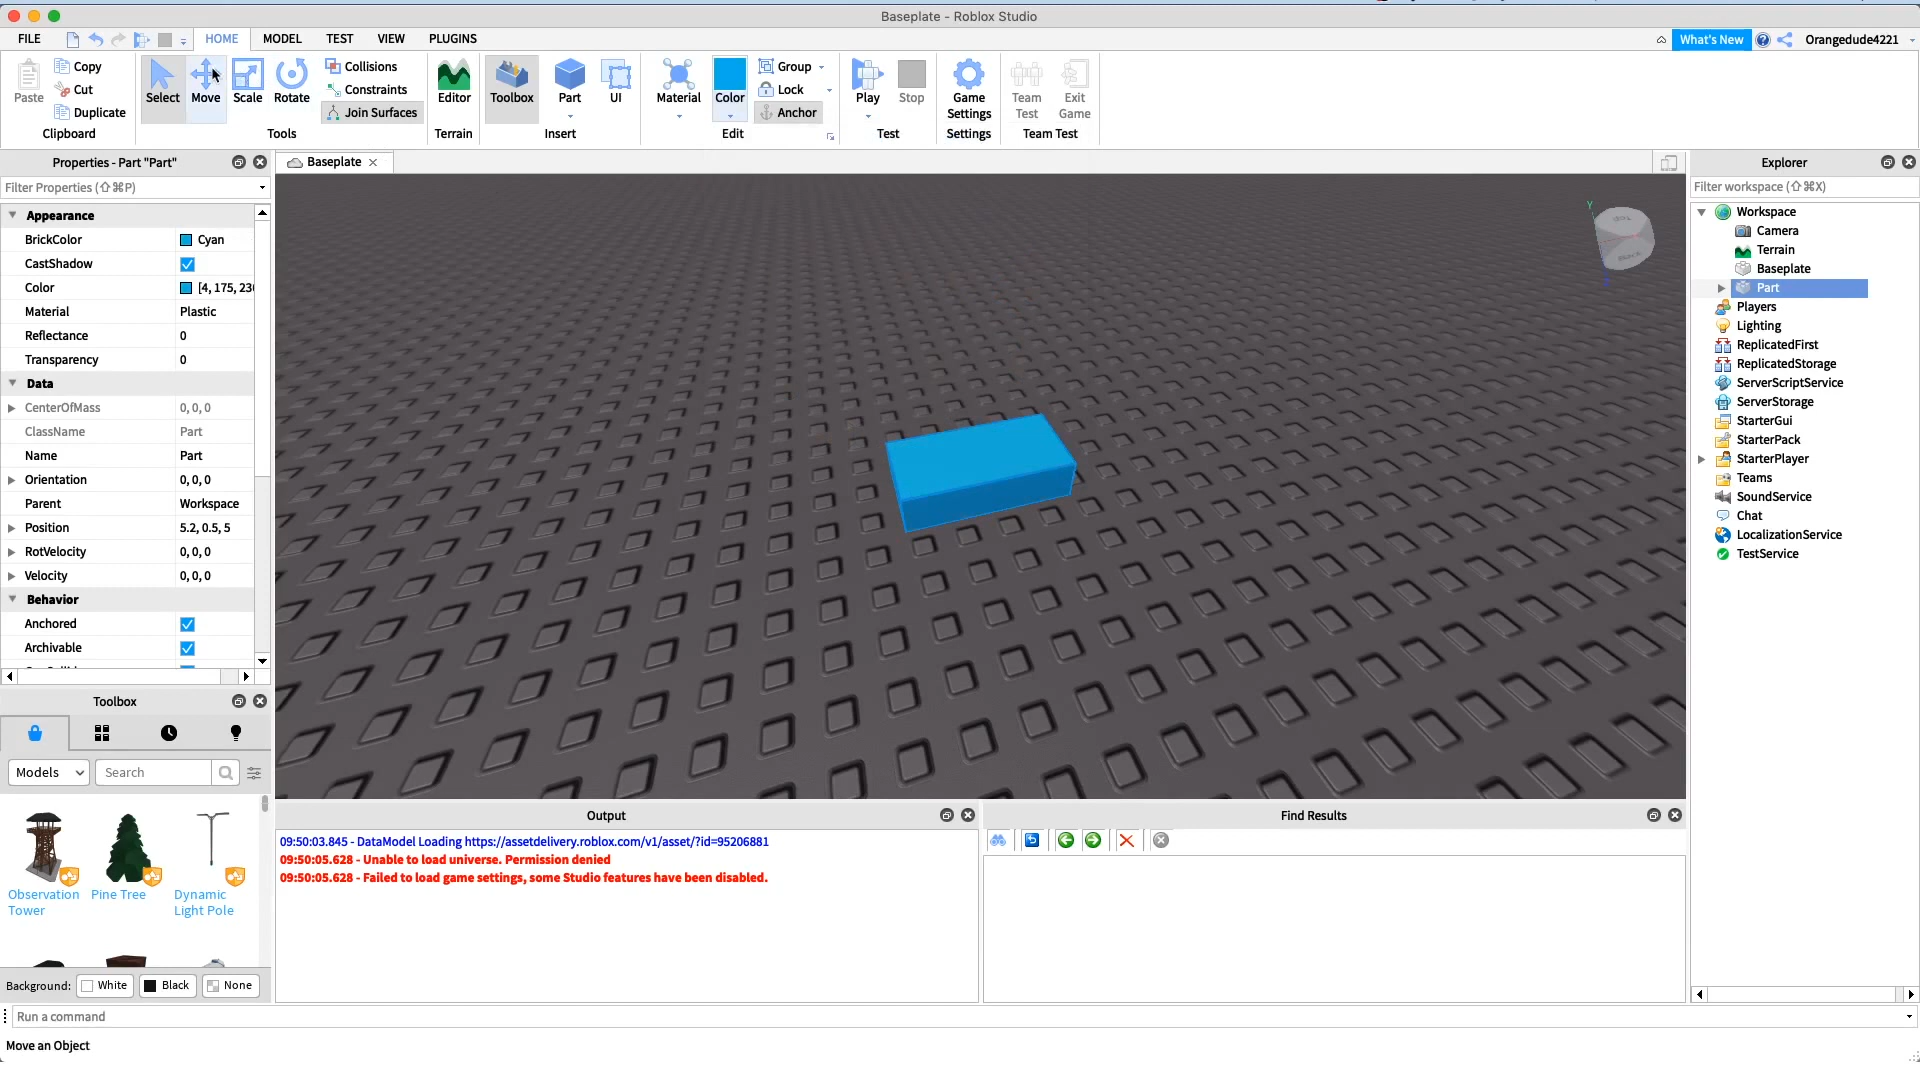 Baseplate - Roblox Studio
FILE HOME MODEL TEST VIEW PLUGINS What's New Orangedude4221
Paste Copy Cut Duplicate Clipboard
Select Move Scale Rotate Collisions Constraints Join Surfaces Tools
Editor Terrain
Toolbox Part UI Insert
Material Color Group Lock Anchor Edit
Play Stop Test
Game Settings Settings
Team Test Exit Game Team Test
Properties - Part "Part"
Filter Properties (⇧⌘P)
Appearance
BrickColor Cyan
CastShadow
Color [4, 175, 23
Material Plastic
Reflectance 0
Transparency 0
Data
CenterOfMass 0, 0, 0
ClassName Part
Name Part
Orientation 0, 0, 0
Parent Workspace
Position 5.2, 0.5, 5
RotVelocity 0, 0, 0
Velocity 0, 0, 0
Behavior
Anchored
Archivable
Toolbox
Models Search
Observation Tower
Pine Tree
Dynamic Light Pole
Background: White Black None
Baseplate
Y
Output
09:50:03.845 - DataModel Loading https://assetdelivery.roblox.com/v1/asset/?id=95206881
09:50:05.628 - Unable to load universe. Permission denied
09:50:05.628 - Failed to load game settings, some Studio features have been disabled.
Find Results
Explorer
Filter workspace (⇧⌘X)
Workspace
Camera
Terrain
Baseplate
Part
Players
Lighting
ReplicatedFirst
ReplicatedStorage
ServerScriptService
ServerStorage
StarterGui
StarterPack
StarterPlayer
Teams
SoundService
Chat
LocalizationService
TestService
Run a command
Move an Object